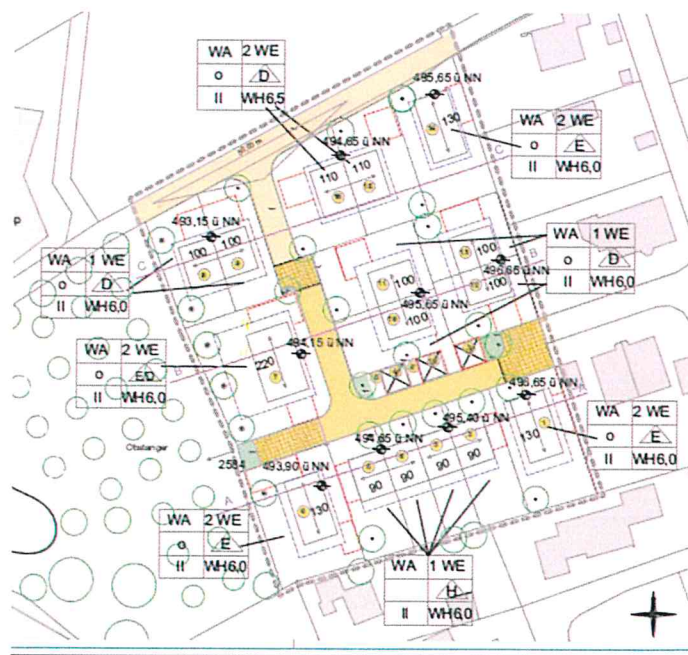 WA 2 WE
o D
II WH6,5
495,65 ü NN
130
494,65 ü NN
110 110
WA 2 WE
o E
II WH6,0
C
493,15 ü NN
100 100
C
WA 1 WE
o D
II WH6,0
WA 1 WE
o D
II WH6,0
100
B
496,65 ü NN
100
100
495,65 ü NN
100
494,15 ü NN
WA 2 WE
o ED
II WH6,0
220
7
B
496,65 ü NN
495,40 ü NN
494,65 ü NN
130
1
WA 2 WE
o E
II WH6,0
Obstanger
2584
493,90 ü NN
90 90 90 90
A
130
WA 2 WE
o E
II WH6,0
WA 1 WE
H
II WH6,0